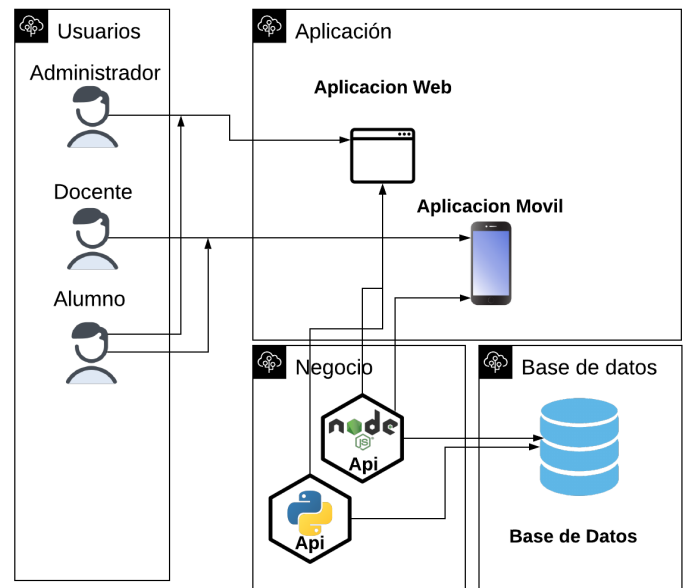 Usuarios
Administrador
Docente
Alumno
Aplicación
Aplicacion Web
Aplicacion Movil
Negocio
node
JS
Api
Api
Base de datos
Base de Datos